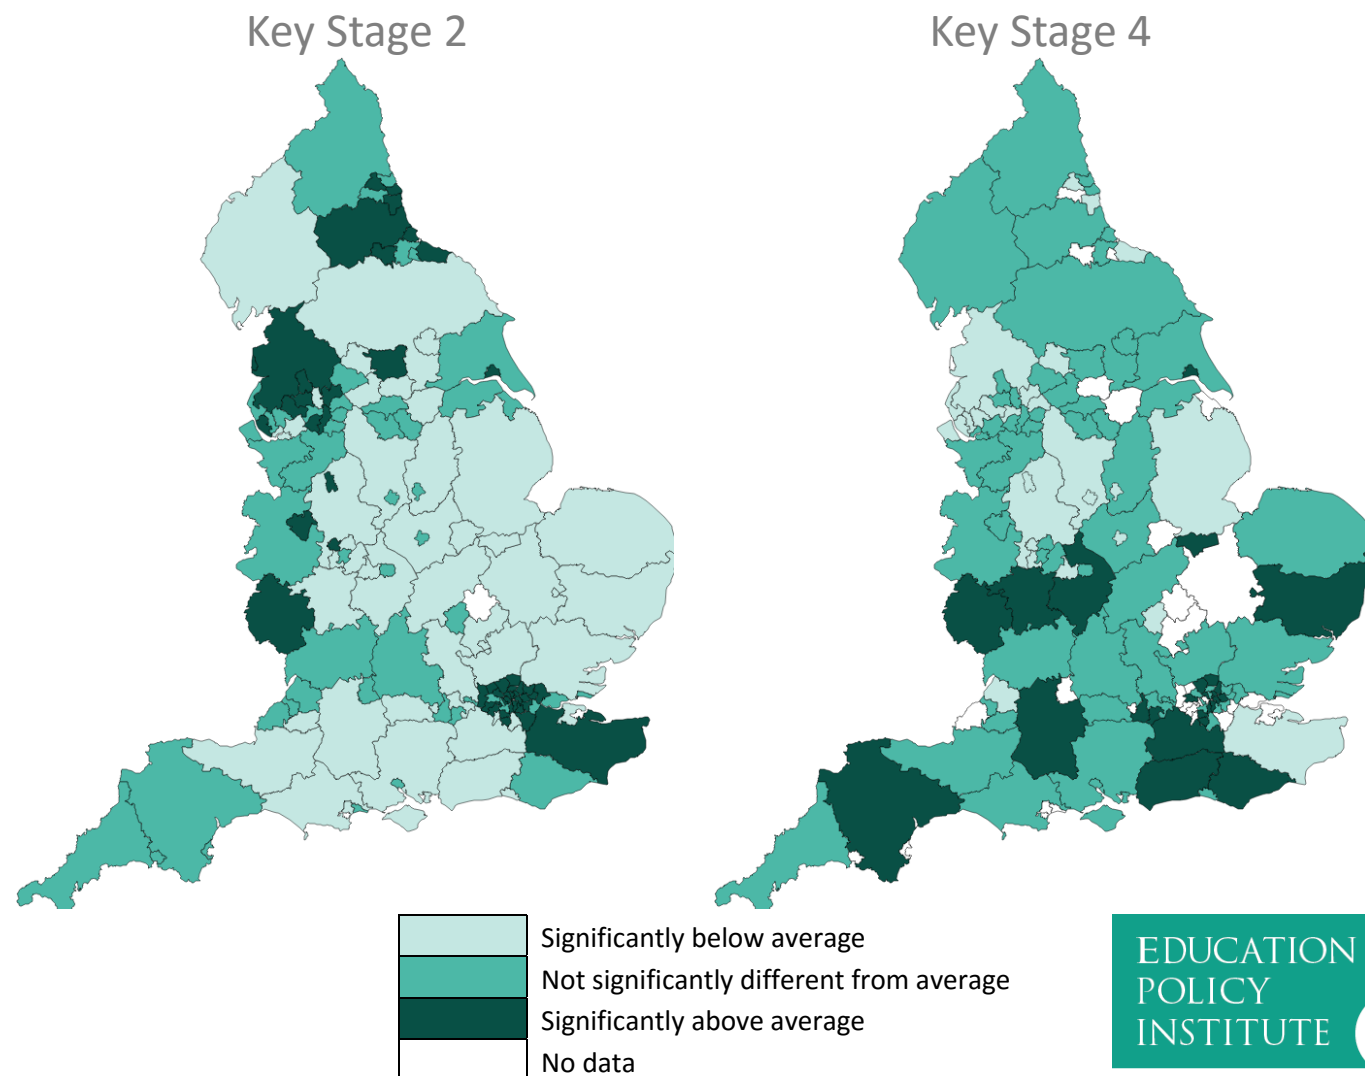 Key Stage 2
Key Stage 4
Significantly below average
Not significantly different from average
Significantly above average
No data
EDUCATION
POLICY
INSTITUTE